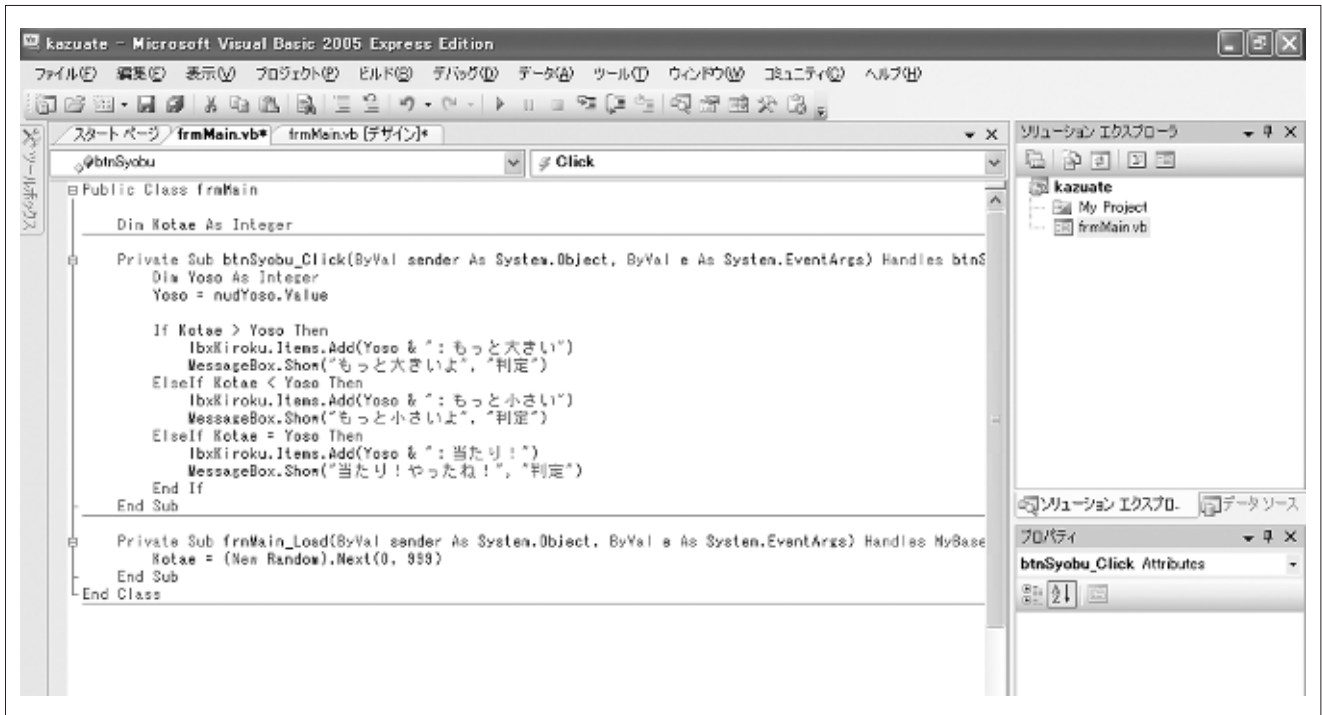 kazuate - Microsoft Visual Basic 2005 Express Edition
ファイル(F) 編集(E) 表示(V) プロジェクト(P) ビルド(B) デバッグ(D) データ(A) ツール(T) ウィンドウ(W) コミュニティ(C) ヘルプ(H)
スタート ページ frmMain.vb* frmMain.vb [デザイン]*
btnSyobu Click
ツールボックス
Public Class frmMain
Dim Kotae As Integer
Private Sub btnSyobu_Click(ByVal sender As System.Object, ByVal e As System.EventArgs) Handles btnS
Dim Yoso As Integer
Yoso = nudYoso.Value
If Kotae > Yoso Then
lbxKiroku.Items.Add(Yoso & ": もっと大きい")
MessageBox.Show("もっと大きいよ", "判定")
ElseIf Kotae < Yoso Then
lbxKiroku.Items.Add(Yoso & ": もっと小さい")
MessageBox.Show("もっと小さいよ", "判定")
ElseIf Kotae = Yoso Then
lbxKiroku.Items.Add(Yoso & ": 当たり!")
MessageBox.Show("当たり!やったね!", "判定")
End If
End Sub
Private Sub frmMain_Load(ByVal sender As System.Object, ByVal e As System.EventArgs) Handles MyBase
Kotae = (New Random).Next(0, 999)
End Sub
End Class
ソリューション エクスプローラ
kazuate
My Project
frmMain.vb
ソリューション エクスプロ.. データ ソース
プロパティ
btnSyobu_Click Attributes